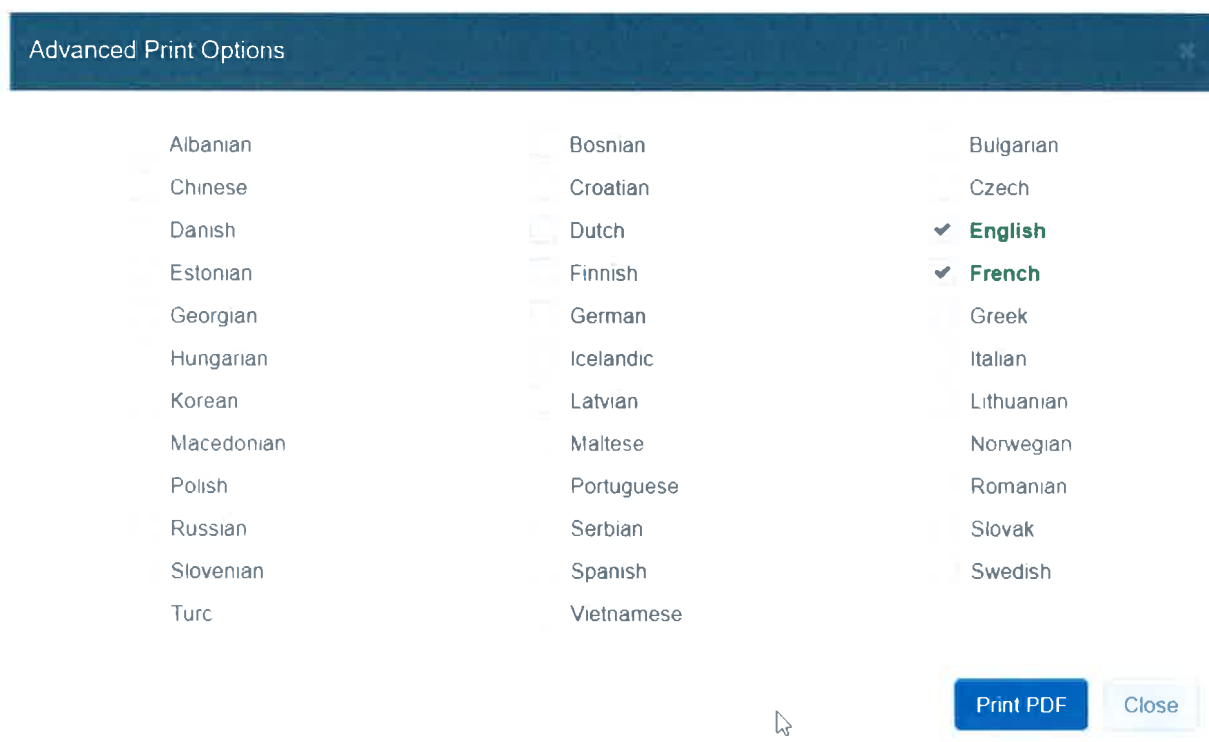 Advanced Print Options
Albanian Bosnian Bulgarian
Chinese Croatian Czech
Danish Dutch English
Estonian Finnish French
Georgian German Greek
Hungarian Icelandic Italian
Korean Latvian Lithuanian
Macedonian Maltese Norwegian
Polish Portuguese Romanian
Russian Serbian Slovak
Slovenian Spanish Swedish
Turc Vietnamese
Print PDF Close